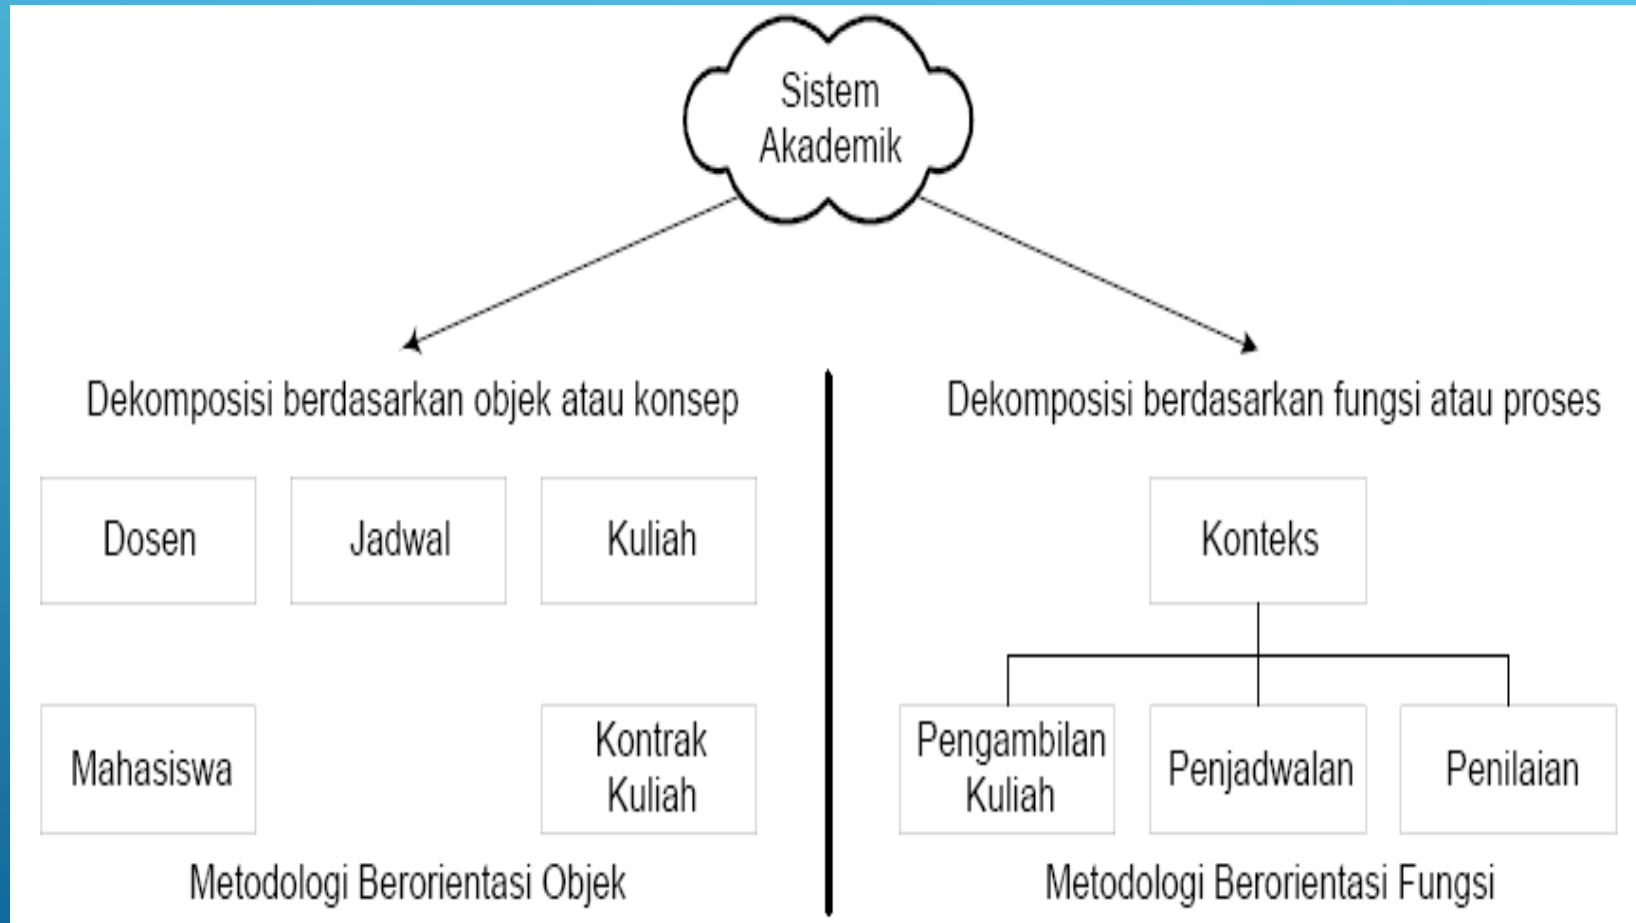 Sistem
Akademik
Dekomposisi berdasarkan objek atau konsep
Dosen
Jadwal
Kuliah
Mahasiswa
Kontrak
Kuliah
Metodologi Berorientasi Objek
Dekomposisi berdasarkan fungsi atau proses
Konteks
Pengambilan
Kuliah
Penjadwalan
Penilaian
Metodologi Berorientasi Fungsi